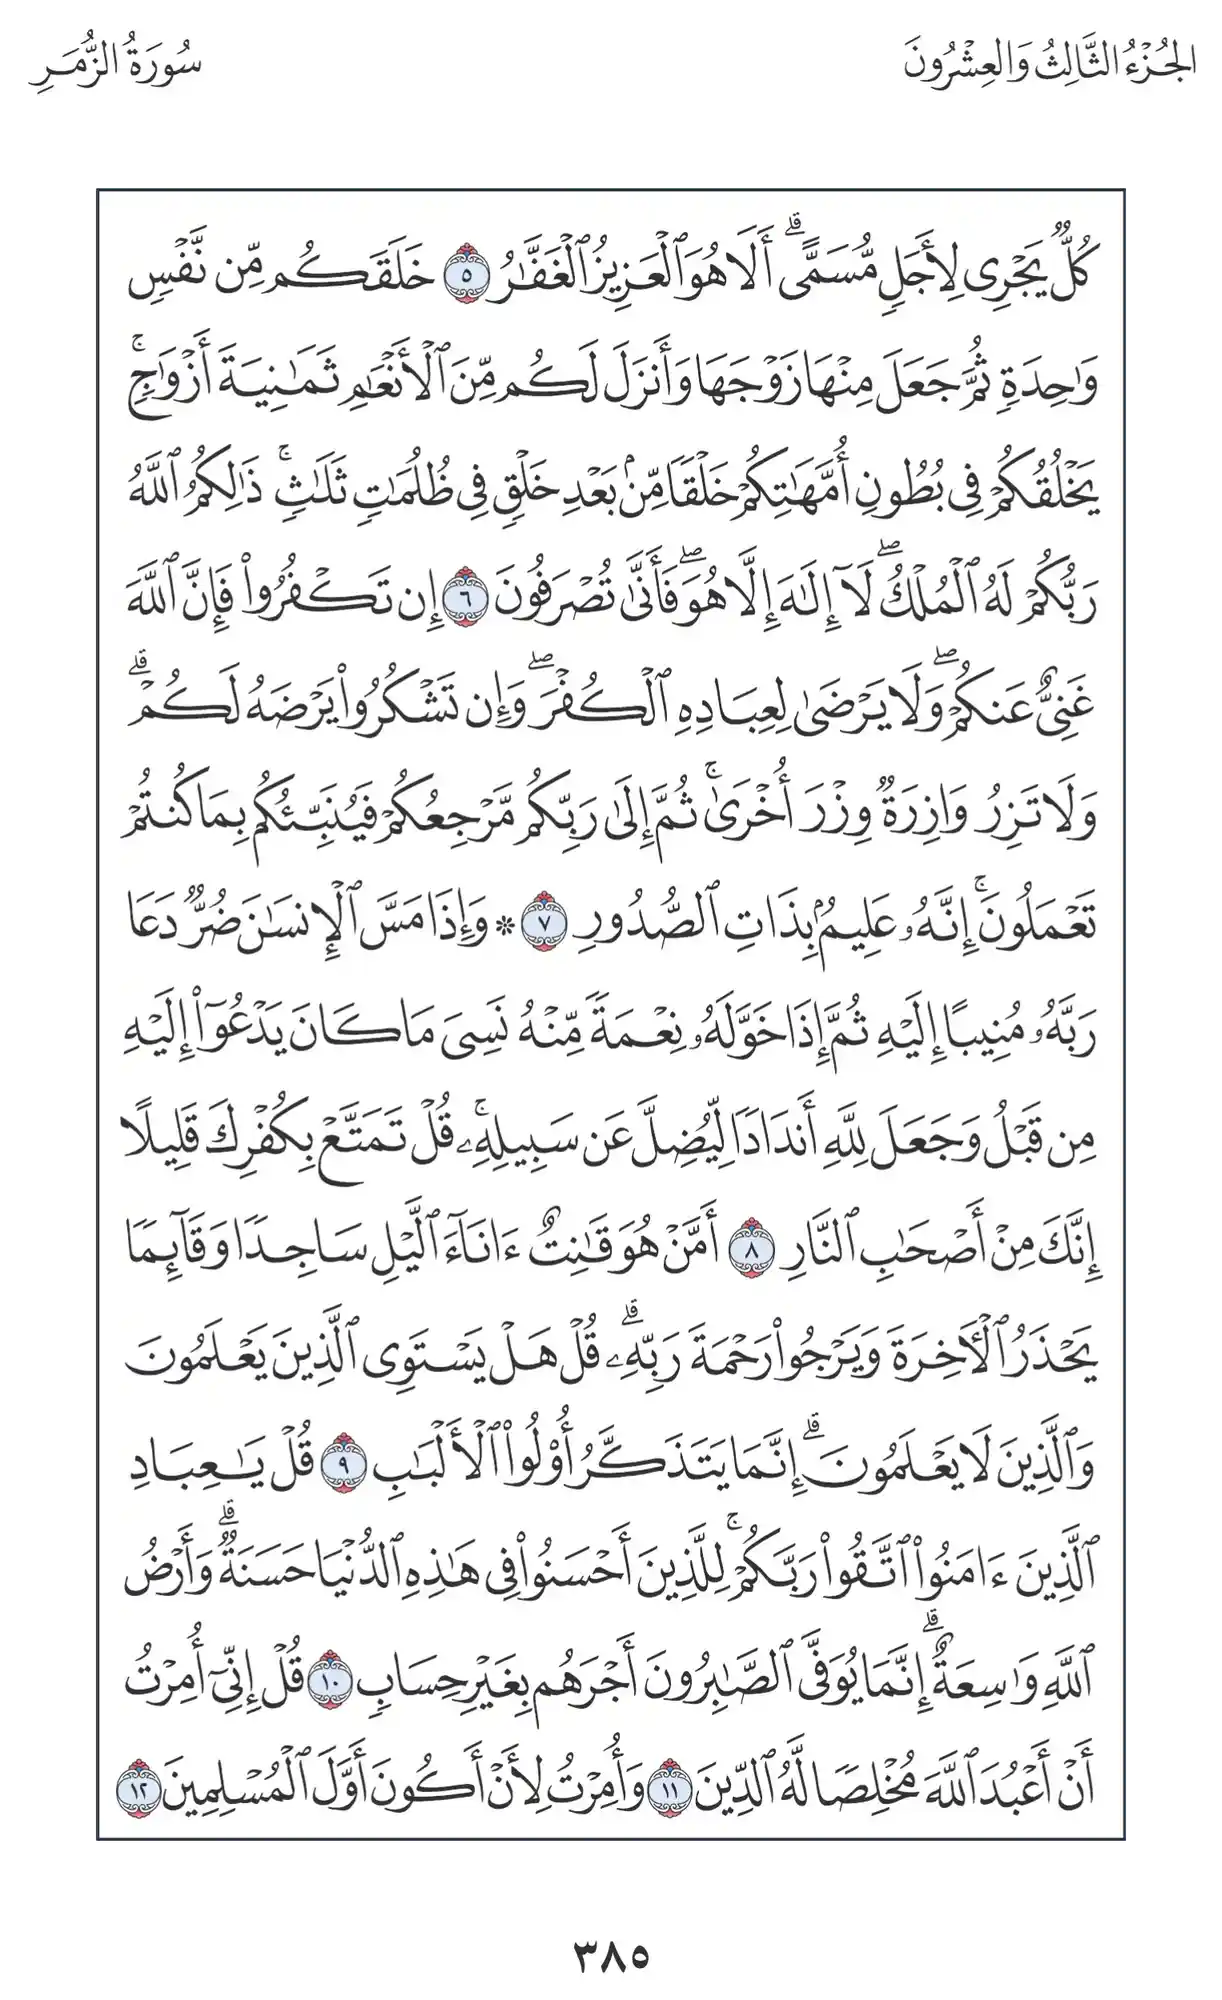 الجُزْءُ الثَّالِثُ وَالعِشْرُونَ سُورَةُ الزُّمَرِ
كُلٌّ يَجْرِى لِأَجَلٍ مُّسَمًّى ۗ أَلَا هُوَ ٱلْعَزِيزُ ٱلْغَفَّٰرُ ٥ خَلَقَكُم مِّن نَّفْسٍ
وَٰحِدَةٍ ثُمَّ جَعَلَ مِنْهَا زَوْجَهَا وَأَنزَلَ لَكُم مِّنَ ٱلْأَنْعَٰمِ ثَمَٰنِيَةَ أَزْوَٰجٍ ۚ
يَخْلُقُكُمْ فِى بُطُونِ أُمَّهَٰتِكُمْ خَلْقًا مِّنۢ بَعْدِ خَلْقٍ فِى ظُلُمَٰتٍ ثَلَٰثٍ ۚ ذَٰلِكُمُ ٱللَّهُ
رَبُّكُمْ لَهُ ٱلْمُلْكُ ۖ لَآ إِلَٰهَ إِلَّا هُوَ ۖ فَأَنَّىٰ تُصْرَفُونَ ٦ إِن تَكْفُرُوا۟ فَإِنَّ ٱللَّهَ
غَنِىٌّ عَنكُمْ ۖ وَلَا يَرْضَىٰ لِعِبَادِهِ ٱلْكُفْرَ ۖ وَإِن تَشْكُرُوا۟ يَرْضَهُ لَكُمْ ۗ
وَلَا تَزِرُ وَازِرَةٌ وِزْرَ أُخْرَىٰ ۚ ثُمَّ إِلَىٰ رَبِّكُم مَّرْجِعُكُمْ فَيُنَبِّئُكُم بِمَا كُنتُمْ
تَعْمَلُونَ ۚ إِنَّهُۥ عَلِيمٌۢ بِذَاتِ ٱلصُّدُورِ ٧ * وَإِذَا مَسَّ ٱلْإِنسَٰنَ ضُرٌّ دَعَا
رَبَّهُۥ مُنِيبًا إِلَيْهِ ثُمَّ إِذَا خَوَّلَهُۥ نِعْمَةً مِّنْهُ نَسِىَ مَا كَانَ يَدْعُوٓا۟ إِلَيْهِ
مِن قَبْلُ وَجَعَلَ لِلَّهِ أَندَادًا لِّيُضِلَّ عَن سَبِيلِهِۦ ۚ قُلْ تَمَتَّعْ بِكُفْرِكَ قَلِيلًا
إِنَّكَ مِنْ أَصْحَٰبِ ٱلنَّارِ ٨ أَمَّنْ هُوَ قَٰنِتٌ ءَانَآءَ ٱلَّيْلِ سَاجِدًا وَقَآئِمًا
يَحْذَرُ ٱلْءَاخِرَةَ وَيَرْجُوا۟ رَحْمَةَ رَبِّهِۦ ۗ قُلْ هَلْ يَسْتَوِى ٱلَّذِينَ يَعْلَمُونَ
وَٱلَّذِينَ لَا يَعْلَمُونَ ۗ إِنَّمَا يَتَذَكَّرُ أُو۟لُوا۟ ٱلْأَلْبَٰبِ ٩ قُلْ يَٰعِبَادِ
ٱلَّذِينَ ءَامَنُوا۟ ٱتَّقُوا۟ رَبَّكُمْ ۚ لِلَّذِينَ أَحْسَنُوا۟ فِى هَٰذِهِ ٱلدُّنْيَا حَسَنَةٌ ۗ وَأَرْضُ
ٱللَّهِ وَٰسِعَةٌ ۗ إِنَّمَا يُوَفَّى ٱلصَّٰبِرُونَ أَجْرَهُم بِغَيْرِ حِسَابٍ ١٠ قُلْ إِنِّىٓ أُمِرْتُ
أَنْ أَعْبُدَ ٱللَّهَ مُخْلِصًا لَّهُ ٱلدِّينَ ١١ وَأُمِرْتُ لِأَنْ أَكُونَ أَوَّلَ ٱلْمُسْلِمِينَ ١٢
٣٨٥